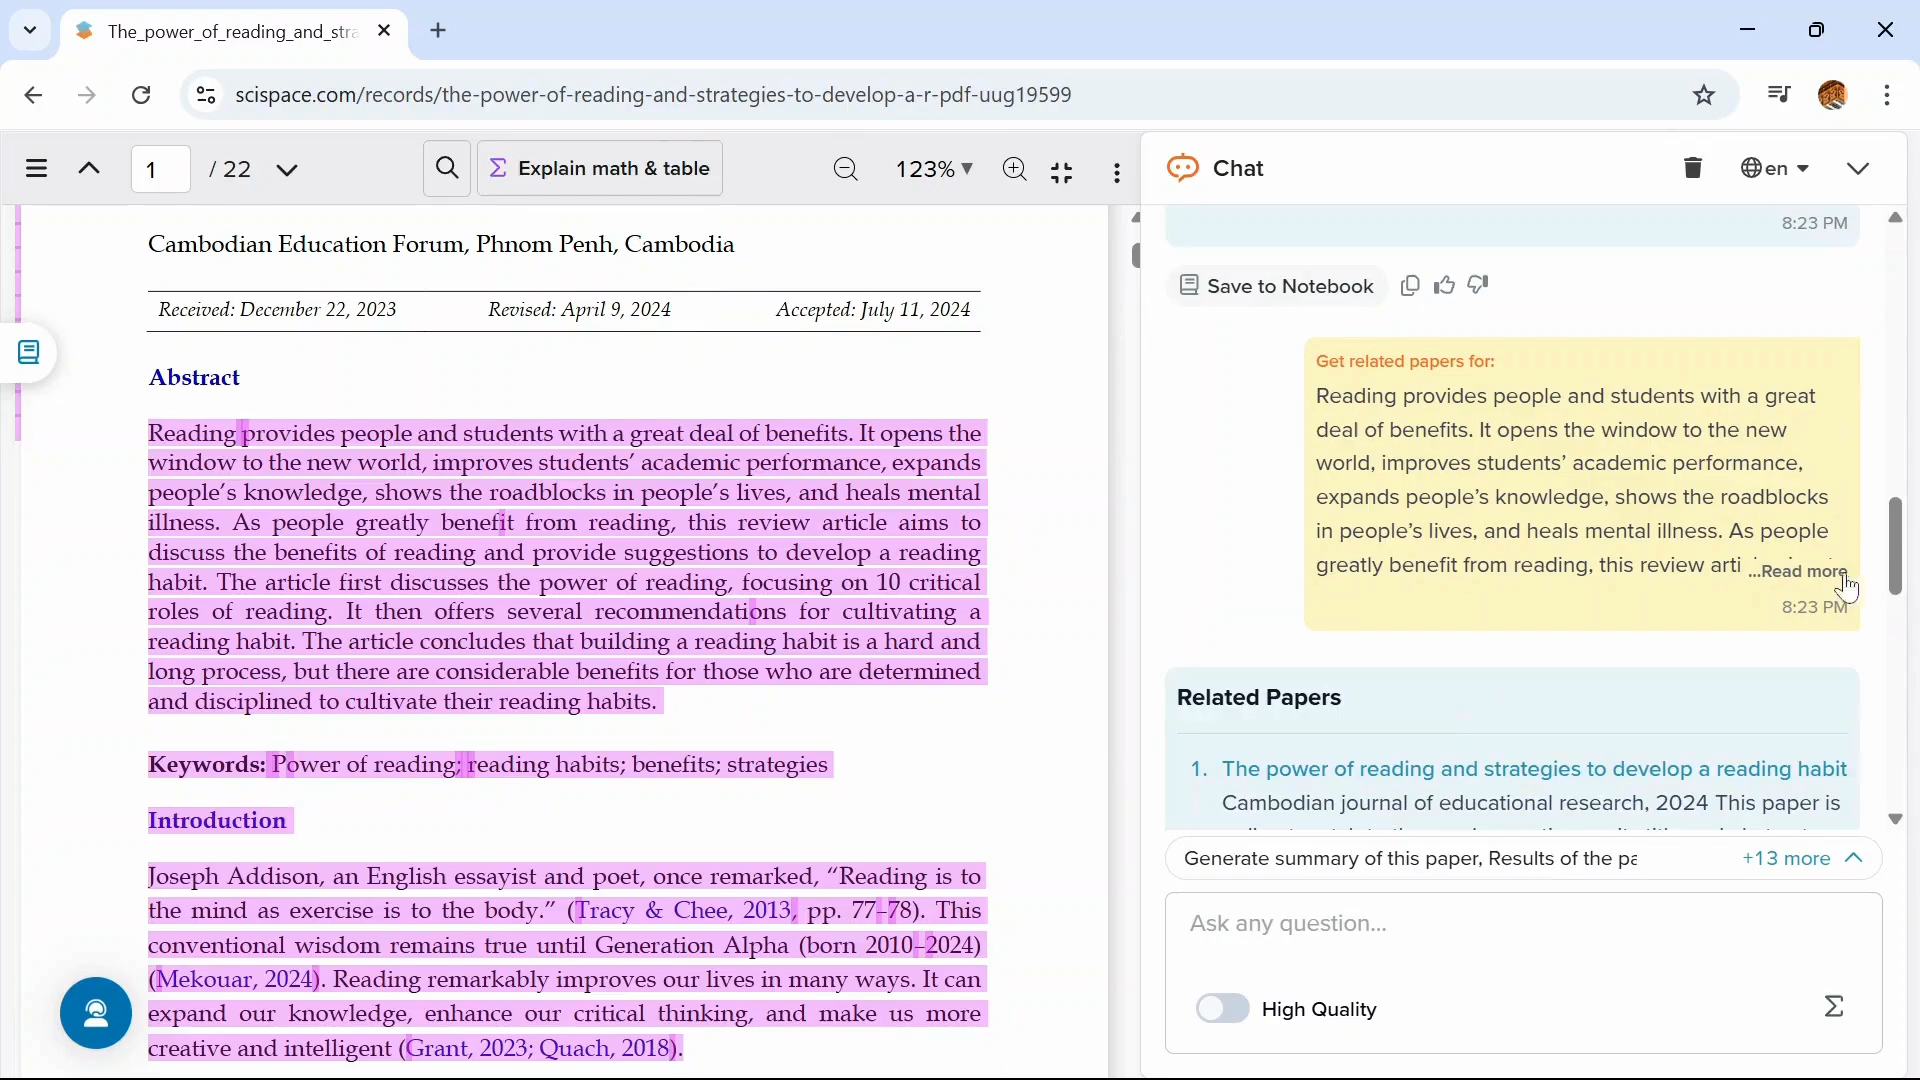 The_power_of_reading_and_stra
scispace.com/records/the-power-of-reading-and-strategies-to-develop-a-r-pdf-uug19599
1 / 22
Explain math & table
123%
Chat
en
Cambodian Education Forum, Phnom Penh, Cambodia
Received: December 22, 2023 Revised: April 9, 2024 Accepted: July 11, 2024
Abstract
Reading provides people and students with a great deal of benefits. It opens the
window to the new world, improves students’ academic performance, expands
people’s knowledge, shows the roadblocks in people’s lives, and heals mental
illness. As people greatly benefit from reading, this review article aims to
discuss the benefits of reading and provide suggestions to develop a reading
habit. The article first discusses the power of reading, focusing on 10 critical
roles of reading. It then offers several recommendations for cultivating a
reading habit. The article concludes that building a reading habit is a hard and
long process, but there are considerable benefits for those who are determined
and disciplined to cultivate their reading habits.
Keywords: Power of reading; reading habits; benefits; strategies
Introduction
Joseph Addison, an English essayist and poet, once remarked, “Reading is to
the mind as exercise is to the body.” (Tracy & Chee, 2013, pp. 77–78). This
conventional wisdom remains true until Generation Alpha (born 2010–2024)
(Mekouar, 2024). Reading remarkably improves our lives in many ways. It can
expand our knowledge, enhance our critical thinking, and make us more
creative and intelligent (Grant, 2023; Quach, 2018).
8:23 PM
Save to Notebook
Get related papers for:
Reading provides people and students with a great
deal of benefits. It opens the window to the new
world, improves students’ academic performance,
expands people’s knowledge, shows the roadblocks
in people’s lives, and heals mental illness. As people
greatly benefit from reading, this review arti ...Read more
8:23 PM
Related Papers
1. The power of reading and strategies to develop a reading habit
Cambodian journal of educational research, 2024 This paper is
Generate summary of this paper, Results of the pa +13 more
Ask any question...
High Quality